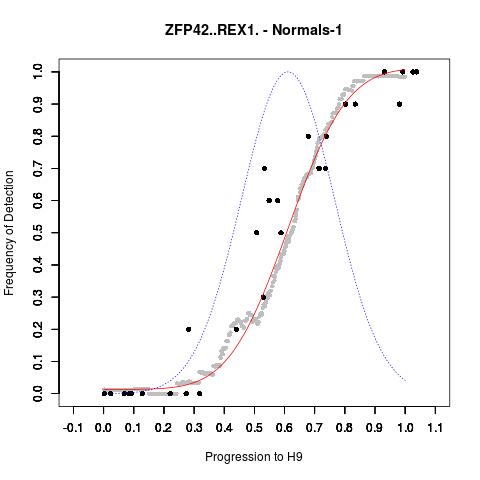 ZFP42..REX1. - Normals-1
Frequency of Detection
1.0
0.9
0.8
0.7
0.6
0.5
0.4
0.3
0.2
0.1
0.0
-0.1 0.0 0.1 0.2 0.3 0.4 0.5 0.6 0.7 0.8 0.9 1.0 1.1
Progression to H9